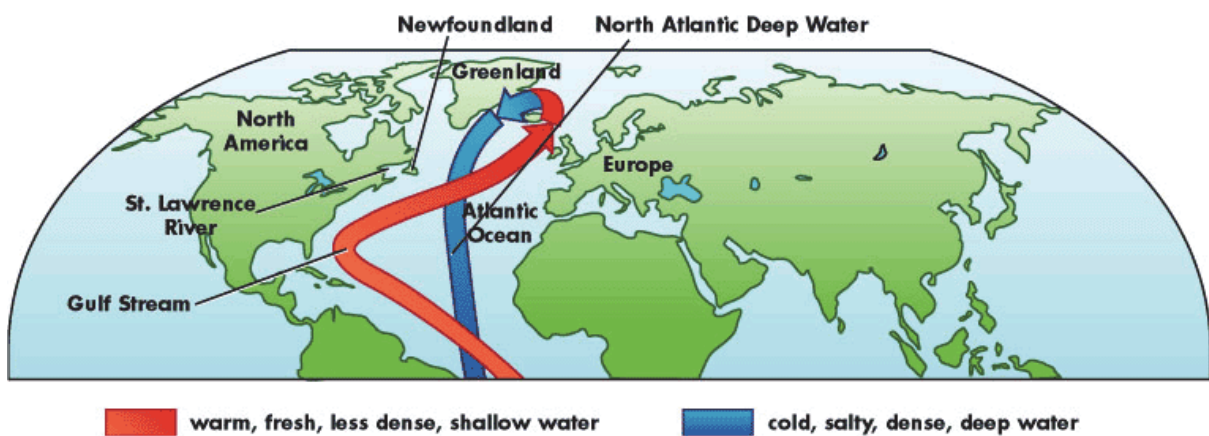 Newfoundland
North Atlantic Deep Water
Greenland
North
America
Europe
St. Lawrence
River
Atlantic
Ocean
Gulf Stream
warm, fresh, less dense, shallow water
cold, salty, dense, deep water